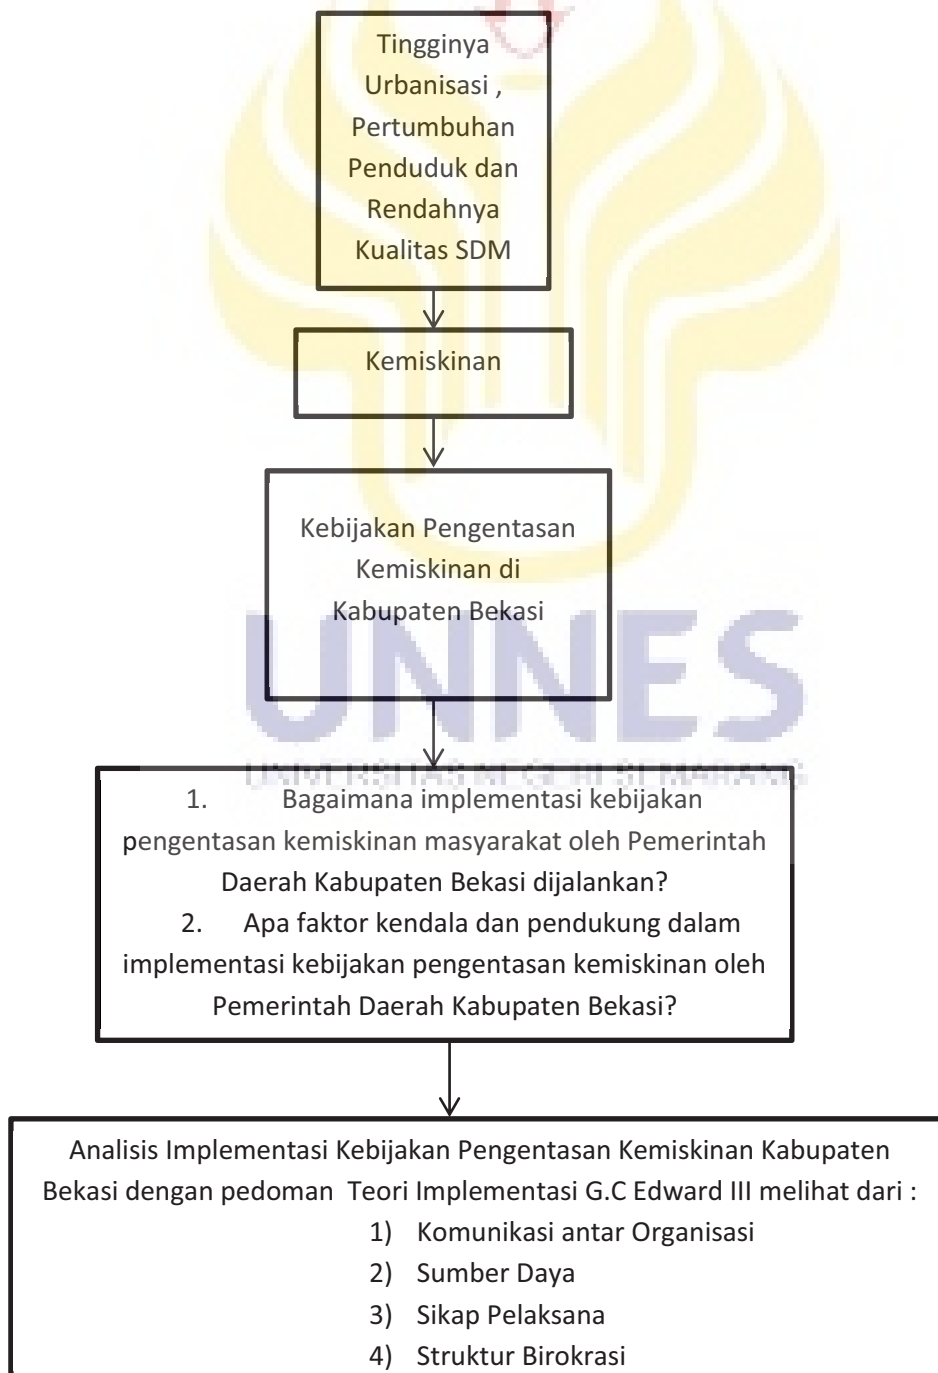 Tingginya
Urbanisasi ,
Pertumbuhan
Penduduk dan
Rendahnya
Kualitas SDM
Kemiskinan
Kebijakan Pengentasan
Kemiskinan di
Kabupaten Bekasi
UNNES
UNIVERSITAS NEGERI SEMARANG
1. Bagaimana implementasi kebijakan
pengentasan kemiskinan masyarakat oleh Pemerintah
Daerah Kabupaten Bekasi dijalankan?
2. Apa faktor kendala dan pendukung dalam
implementasi kebijakan pengentasan kemiskinan oleh
Pemerintah Daerah Kabupaten Bekasi?
Analisis Implementasi Kebijakan Pengentasan Kemiskinan Kabupaten
Bekasi dengan pedoman Teori Implementasi G.C Edward III melihat dari :
1) Komunikasi antar Organisasi
2) Sumber Daya
3) Sikap Pelaksana
4) Struktur Birokrasi